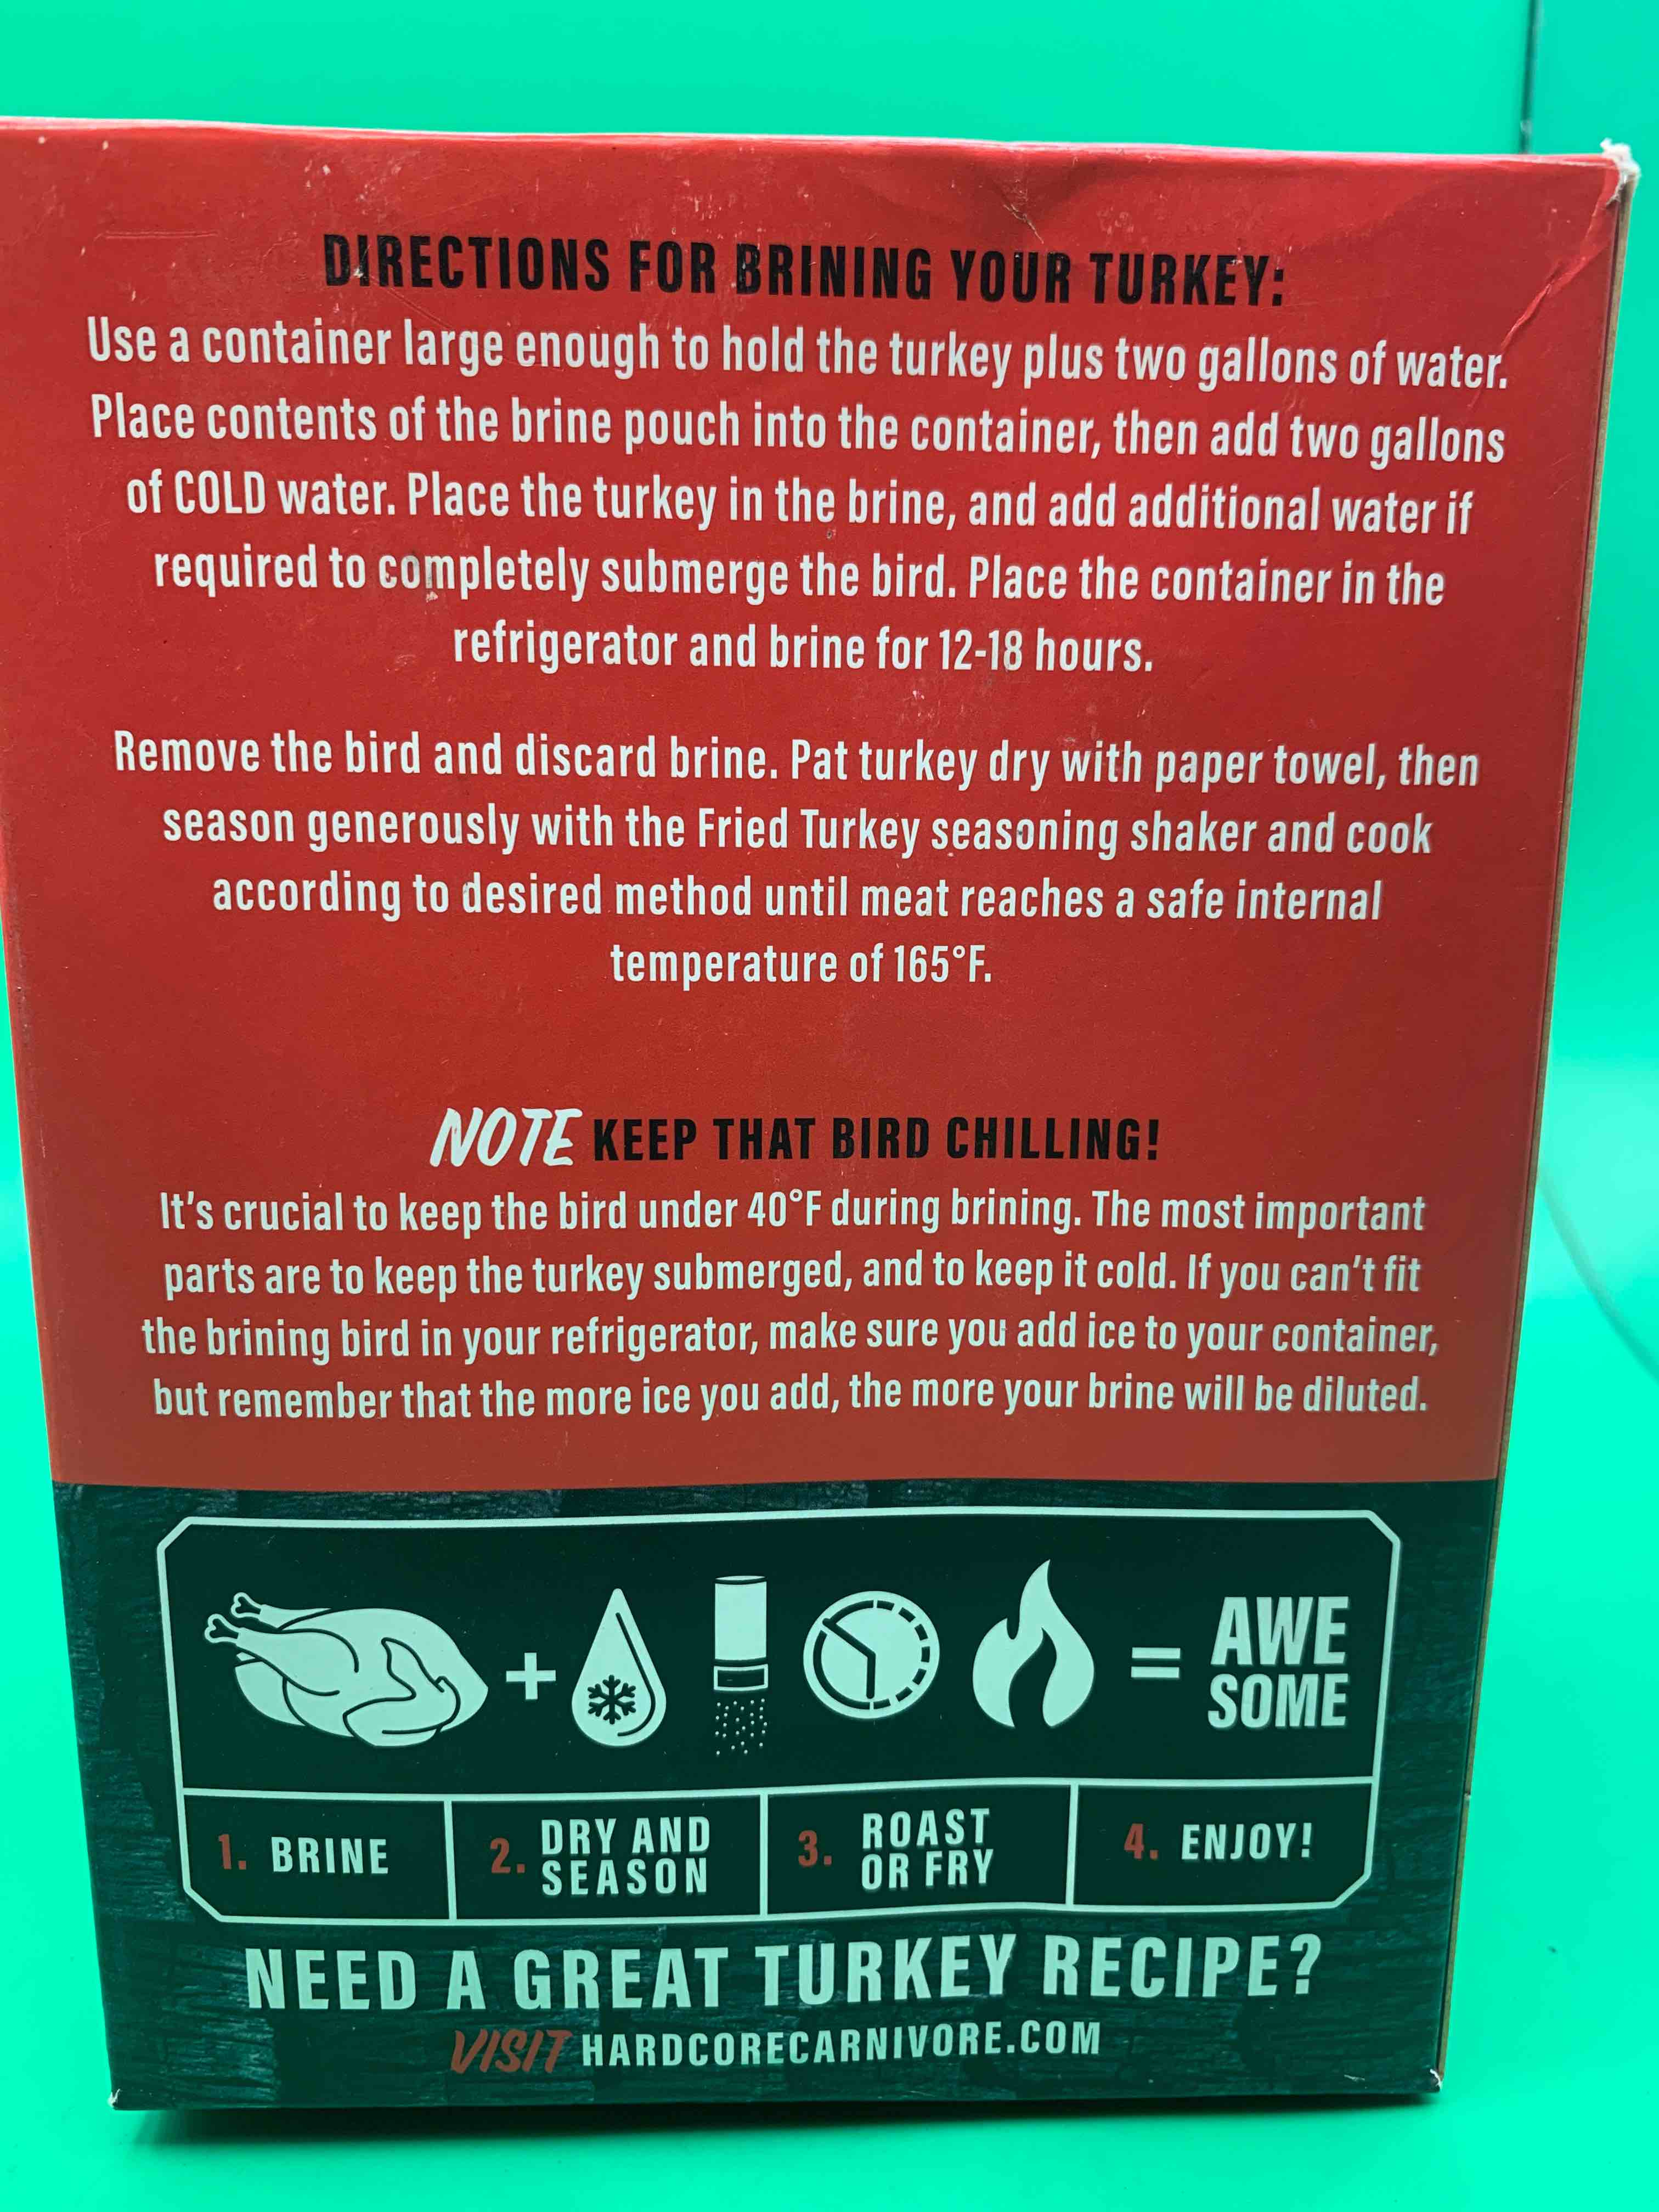 DIRECTIONS FOR BRINING YOUR TURKEY:
Use a container large enough to hold the turkey plus two gallons of water.
Place contents of the brine pouch into the container, then add two gallons
of COLD water. Place the turkey in the brine, and add additional water if
required to completely submerge the bird. Place the container in the
refrigerator and brine for 12-18 hours.
Remove the bird and discard brine. Pat turkey dry with paper towel, then
season generously with the Fried Turkey seasoning shaker and cook
according to desired method until meat reaches a safe internal
temperature of 165°F.
NOTE KEEP THAT BIRD CHILLING!
It's crucial to keep the bird under 40°F during brining. The most important
parts are to keep the turkey submerged, and to keep it cold. If you can't fit
the brining bird in your refrigerator, make sure you add ice to your container,
but remember that the more ice you add, the more your brine will be diluted.
+ = AWE
SOME
1. BRINE
2. DRY AND
SEASON
3. ROAST
OR FRY
4. ENJOY!
NEED A GREAT TURKEY RECIPE?
VISIT HARDCORECARNIVORE.COM